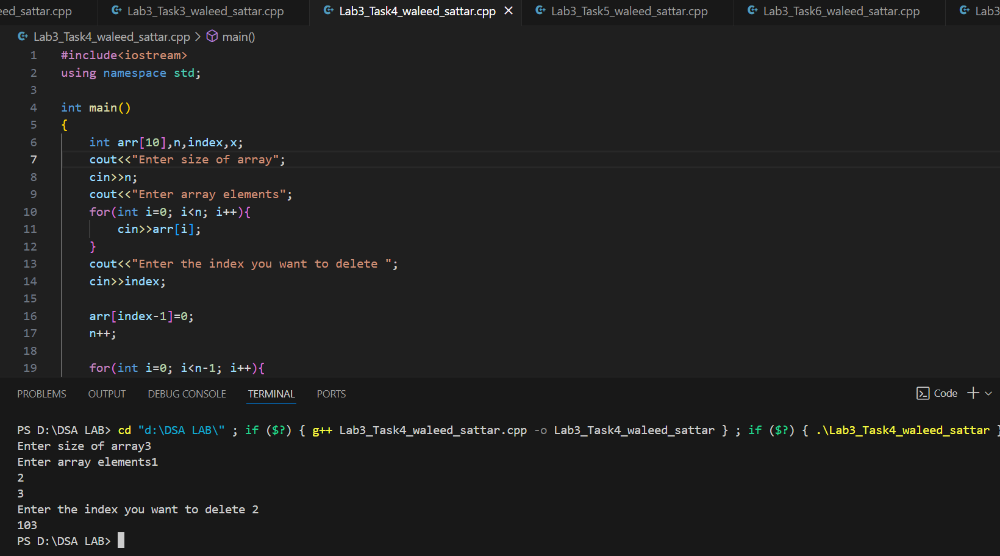 ed_sattar.cpp Lab3_Task3_waleed_sattar.cpp Lab3_Task4_waleed_sattar.cpp Lab3_Task5_waleed_sattar.cpp Lab3_Task6_waleed_sattar.cpp Lab3
Lab3_Task4_waleed_sattar.cpp > main()
1 #include<iostream>
2 using namespace std;
3
4 int main()
5 {
6 int arr[10],n,index,x;
7 cout<<"Enter size of array";
8 cin>>n;
9 cout<<"Enter array elements";
10 for(int i=0; i<n; i++){
11 cin>>arr[i];
12 }
13 cout<<"Enter the index you want to delete ";
14 cin>>index;
15
16 arr[index-1]=0;
17 n++;
18
19 for(int i=0; i<n-1; i++){
PROBLEMS OUTPUT DEBUG CONSOLE TERMINAL PORTS Code
PS D:\DSA LAB> cd "d:\DSA LAB\" ; if ($?) { g++ Lab3_Task4_waleed_sattar.cpp -o Lab3_Task4_waleed_sattar } ; if ($?) { .\Lab3_Task4_waleed_sattar }
Enter size of array3
Enter array elements1
2
3
Enter the index you want to delete 2
103
PS D:\DSA LAB>